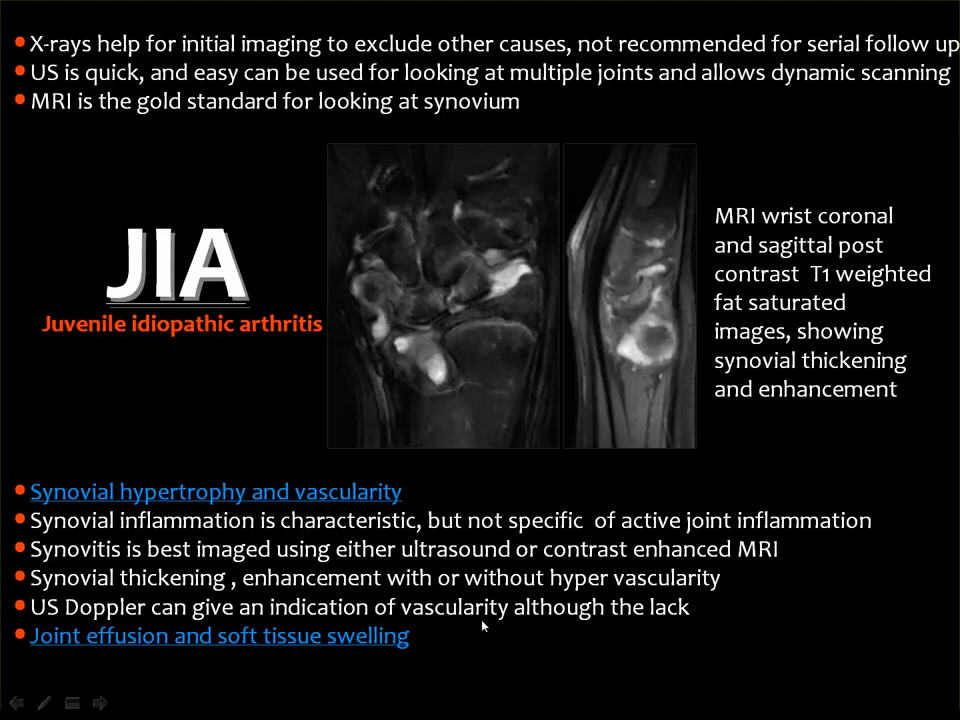 X-rays help for initial imaging to exclude other causes, not recommended for serial follow up
US is quick, and easy can be used for looking at multiple joints and allows dynamic scanning
MRI is the gold standard for looking at synovium
JIA
Juvenile idiopathic arthritis
MRI wrist coronal
and sagittal post
contrast T1 weighted
fat saturated
images, showing
synovial thickening
and enhancement
Synovial hypertrophy and vascularity
Synovial inflammation is characteristic, but not specific of active joint inflammation
Synovitis is best imaged using either ultrasound or contrast enhanced MRI
Synovial thickening , enhancement with or without hyper vascularity
US Doppler can give an indication of vascularity although the lack
Joint effusion and soft tissue swelling